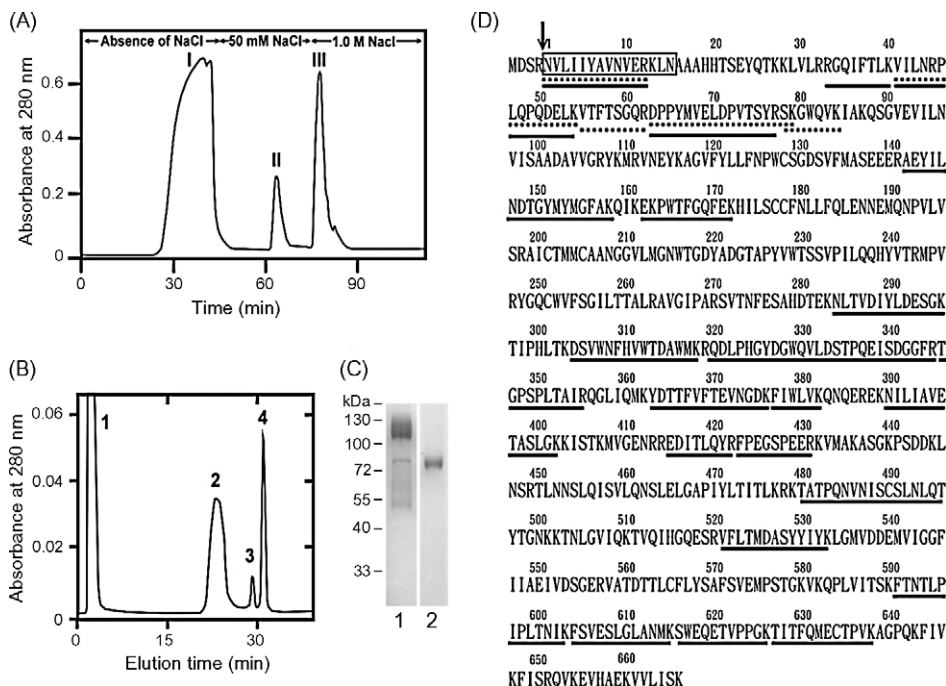 (A)
Absence of NaCl
50 mM NaCl
1.0 M Nacl
I
II
III
Absorbance at 280 nm
0.6
0.4
0.2
0
0
30
60
90
Time (min)
(B)
Absorbance at 280 nm
0.06
0.04
0.02
0
1
2
3
4
0
15
30
Elution time (min)
(C)
kDa
130
100
72
55
40
33
1
2
(D)
1 10 20 30 40
MDSRNVLIIYAVNVERKLNAAAHHTSEYQTKKLVLRRGQIFTLKVILNRP
50 60 70 80 90
LQPQDELKVTFTSGQRDPPYMVELDPVTSYRSKGWQVKIAKQSGVEVILN
100 110 120 130 140
VISAADAVVGRYKMRVNEYKAGVFYLLFNPWCSGDSVFMASEEERAEYIL
150 160 170 180 190
NDTGYMYMGFAKQIKEKPWTFGQFEKHILSCCFNLLFQLENNEMQNPVLV
200 210 220 230 240
SRAICTMMCAANGGVLMGNWTGDYADGTAPYVWTSSVPILQQHYVTRMPV
250 260 270 280 290
RYGQCWVFSGILTTALRAVGIPARSVTNFESAHDTEKNLTVDIYLDESGK
300 310 320 330 340
TIPHLTKDSVWNFHVWTDAWMKRQDLPHGYDGWQVLDSTPQEISDGGFRT
350 360 370 380 390
GPSPLTAIRQGLIQMKYDTTFVFTEVNGDKFIWLVKQNQEREKNILIAVE
400 410 420 430 440
TASLGKKISTKMVGENRREDITLQYRFPEGSPEERKVMAKASGKPSDDKL
450 460 470 480 490
NSRTLNNSLQISVLQNSLELGAPIYLTITLKRKTATPQNVNISCSLNLQT
500 510 520 530 540
YTGNKKTNLGVIQKTVQIHGQESRVFLTMDASYYIYKLGMVDDEMVIGGF
550 560 570 580 590
IIAEIVDSGERVATDTTLCFLYSAFSVEMPSTGKVKQPLVITSKFTNTLP
600 610 620 630 640
IPLTNIKFSVESLGLANMKSWEQETVPPGKTITFQMECTPVKAGPQKFIV
650 660
KFISRQVKEVHAEKVVLISK